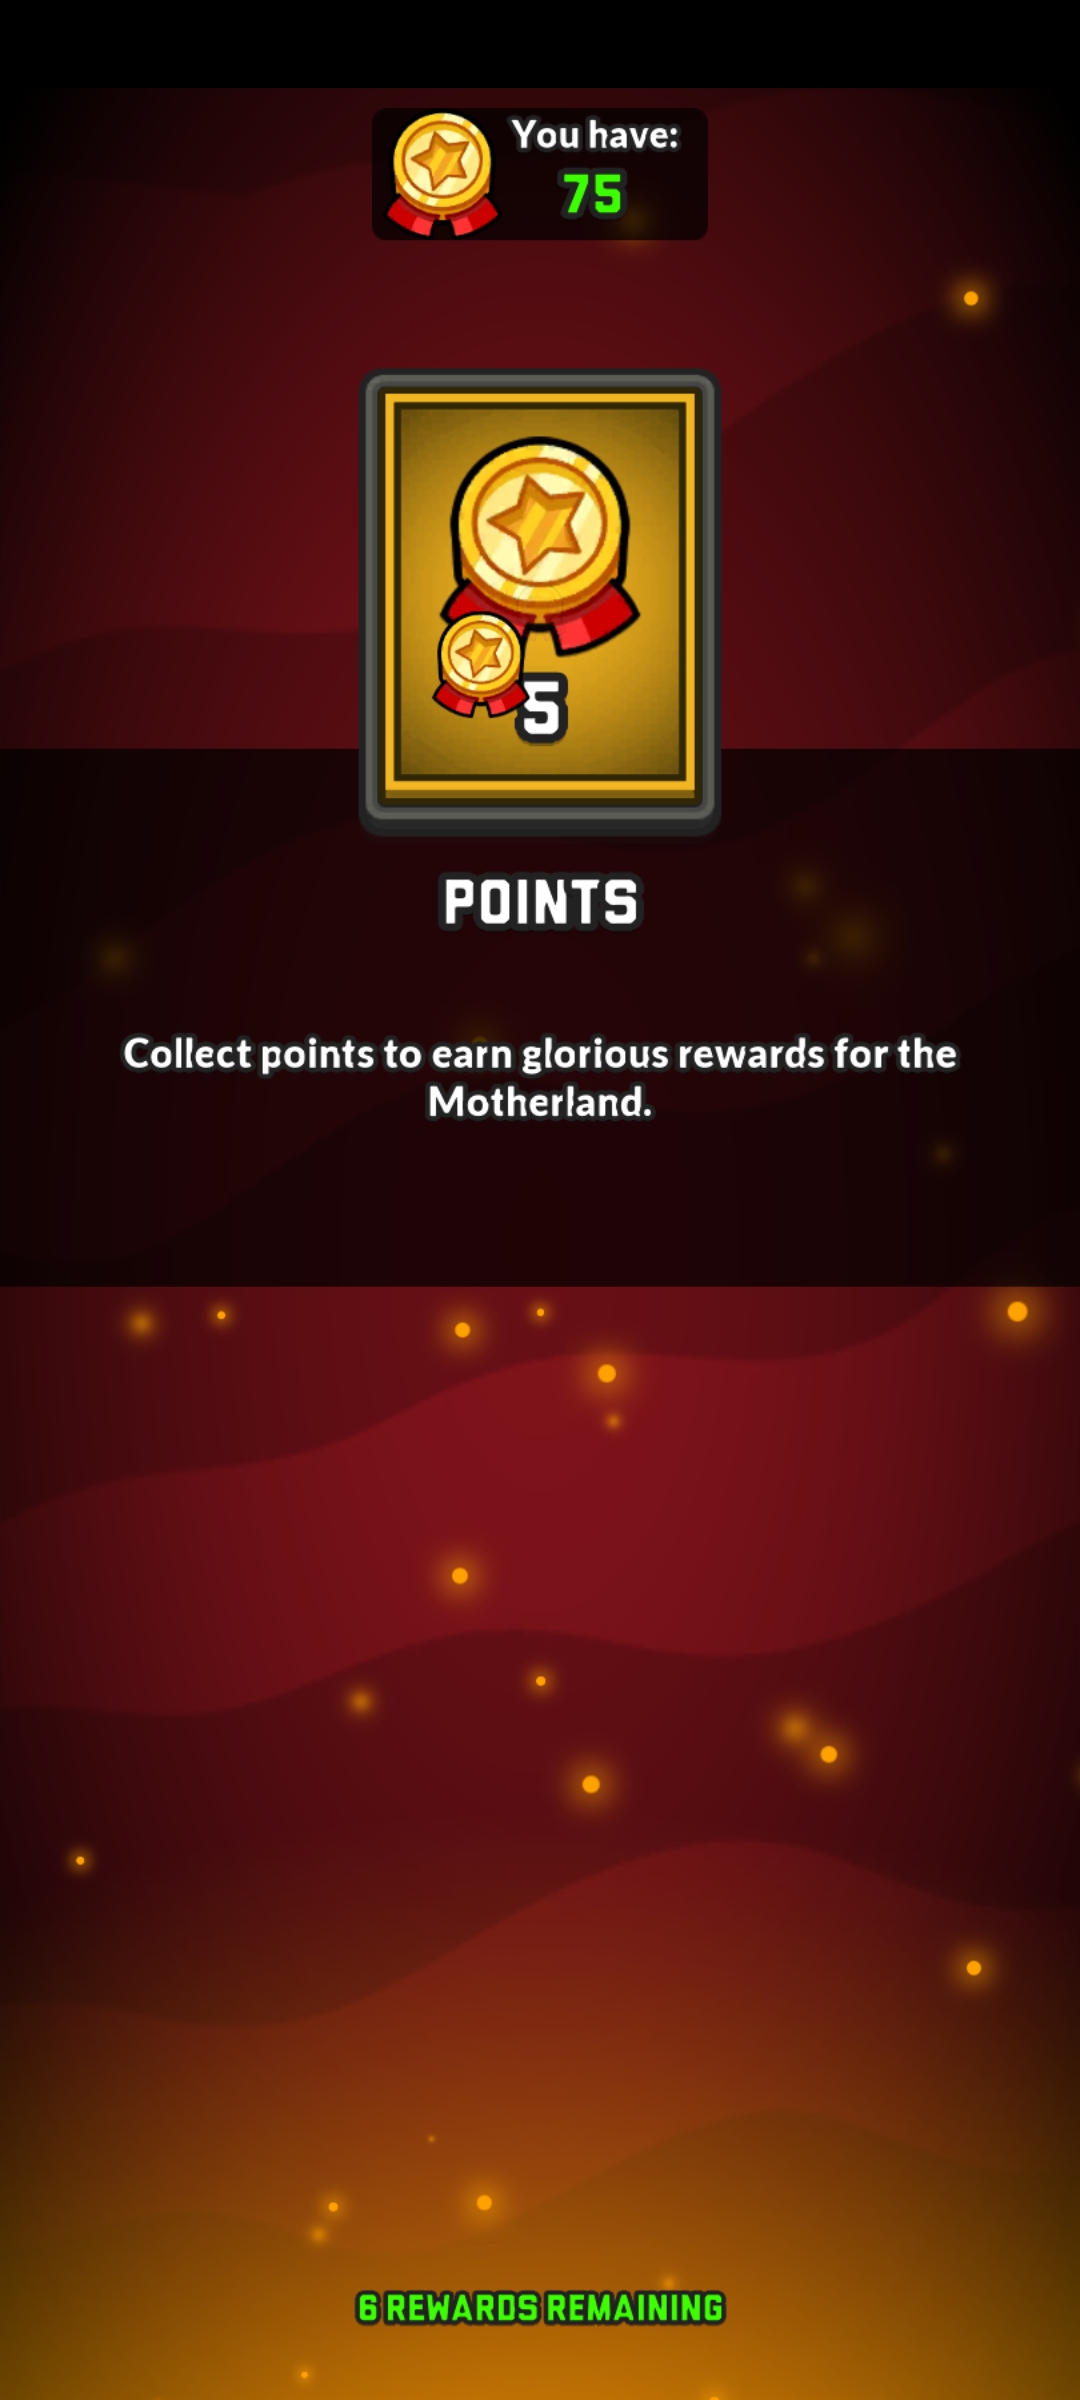 You have:
75
5
POINTS
Collect points to earn glorious rewards for the
Motherland.
6 REWARDS REMAINING